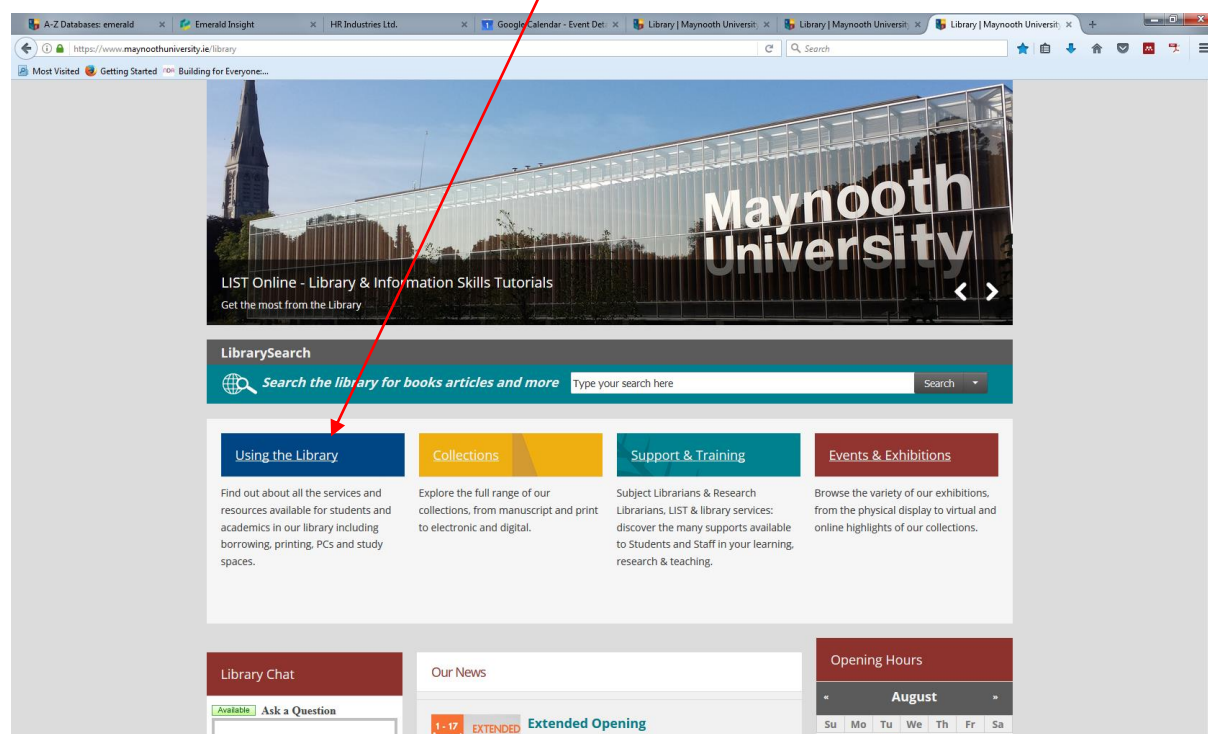 A-Z Databases: emerald
Emerald Insight
HR Industries Ltd.
Google Calendar - Event Det
Library | Maynooth Universit
Library | Maynooth Universit
Library | Maynooth Universit
https://www.maynoothuniversity.ie/library
Search
Most Visited
Getting Started
Building for Everyone:...
Maynooth
University
LIST Online - Library & Information Skills Tutorials
Get the most from the Library
LibrarySearch
Search the library for books articles and more
Type your search here
Search
Using the Library
Find out about all the services and
resources available for students and
academics in our library including
borrowing, printing, PCs and study
spaces.
Collections
Explore the full range of our
collections, from manuscript and print
to electronic and digital.
Support & Training
Subject Librarians & Research
Librarians, LIST & library services:
discover the many supports available
to Students and Staff in your learning,
research & teaching.
Events & Exhibitions
Browse the variety of our exhibitions,
from the physical display to virtual and
online highlights of our collections.
Library Chat
Available Ask a Question
Our News
1 - 17
EXTENDED
Extended Opening
Opening Hours
« August »
Su Mo Tu We Th Fr Sa